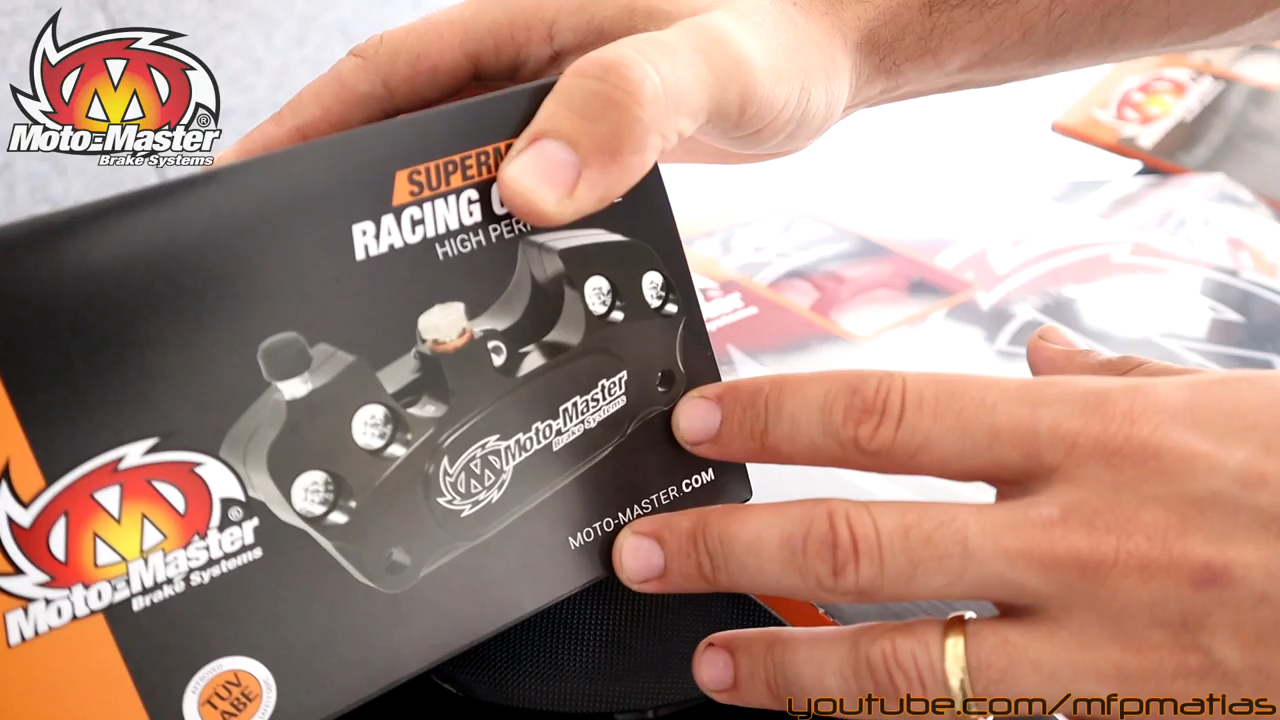 Moto-Master®
Brake Systems
SUPERM
RACING
HIGH PER
Moto-Master
Brake Systems
MOTO-MASTER.COM
Moto-Master®
Brake Systems
TÜV
ABE
youtube.com/mfpmatias